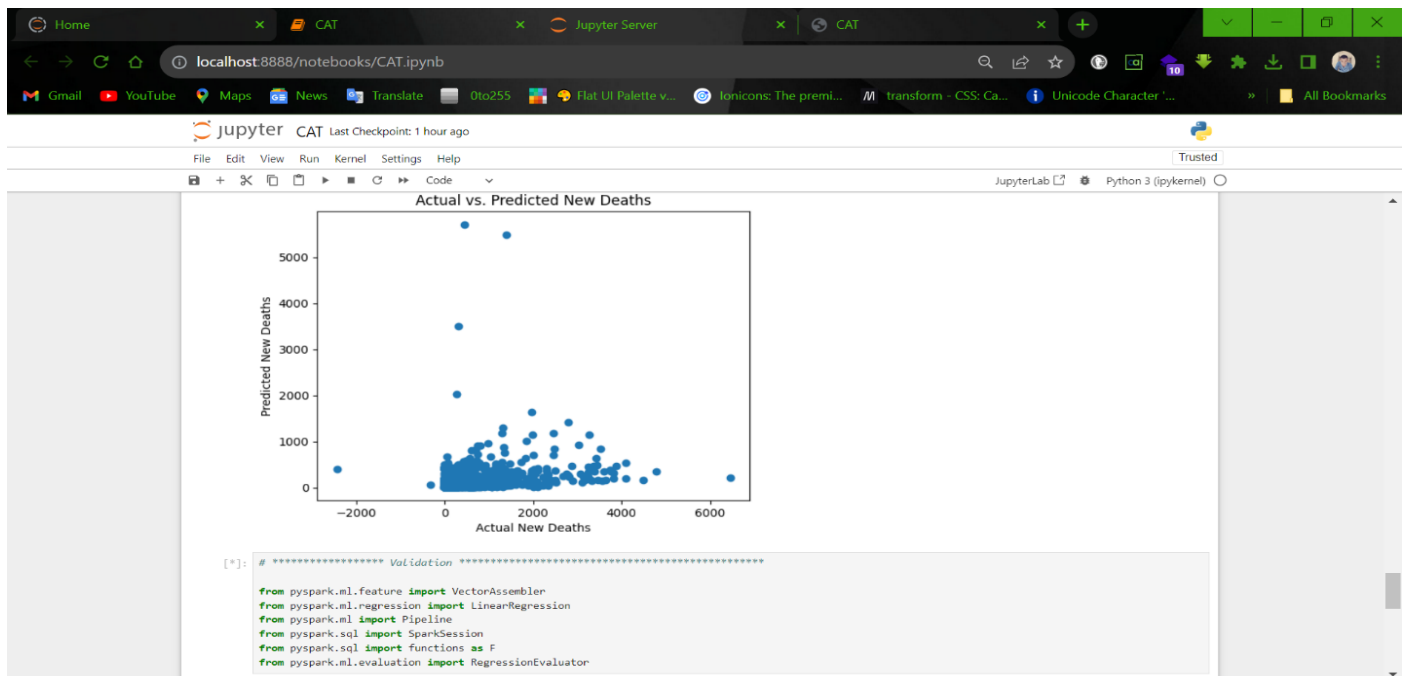 Home CAT Jupyter Server CAT
localhost:8888/notebooks/CAT.ipynb
10
Gmail YouTube Maps News Translate 0to255 Flat UI Palette v... Ionicons: The premi... transform - CSS: Ca... Unicode Character '... » All Bookmarks
jupyter CAT Last Checkpoint: 1 hour ago
File Edit View Run Kernel Settings Help Trusted
Code JupyterLab Python 3 (ipykernel)
Actual vs. Predicted New Deaths
5000
4000
3000
2000
1000
0
Predicted New Deaths
−2000 0 2000 4000 6000
Actual New Deaths
[*]: # ****************** Validation **************************************************
from pyspark.ml.feature import VectorAssembler
from pyspark.ml.regression import LinearRegression
from pyspark.ml import Pipeline
from pyspark.sql import SparkSession
from pyspark.sql import functions as F
from pyspark.ml.evaluation import RegressionEvaluator